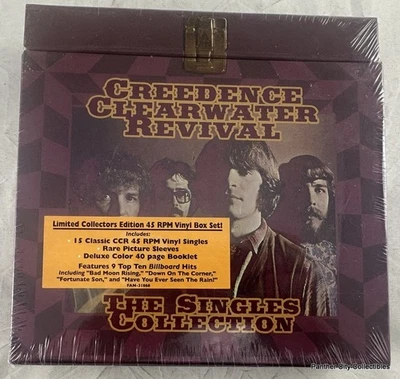 CREEDENCE
CLEARWATER
REVIVAL
Limited Collectors Edition 45 RPM Vinyl Box Set!
Includes:
15 Classic CCR 45 RPM Vinyl Singles
Rare Picture Sleeves
Deluxe Color 40 page Booklet
Features 9 Top Ten Billboard Hits
Including "Bad Moon Rising," "Down On The Corner,"
"Fortunate Son," and "Have You Ever Seen The Rain!"
THE SINGLES
COLLECTION